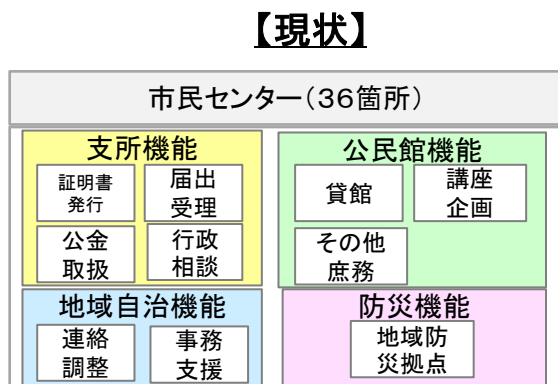 【現状】
市民センター（３６箇所）
支所機能
証明書
発行
届出
受理
公金
取扱
行政
相談
公民館機能
貸館
講座
企画
その他
庶務
地域自治機能
連絡
調整
事務
支援
防災機能
地域防
災拠点